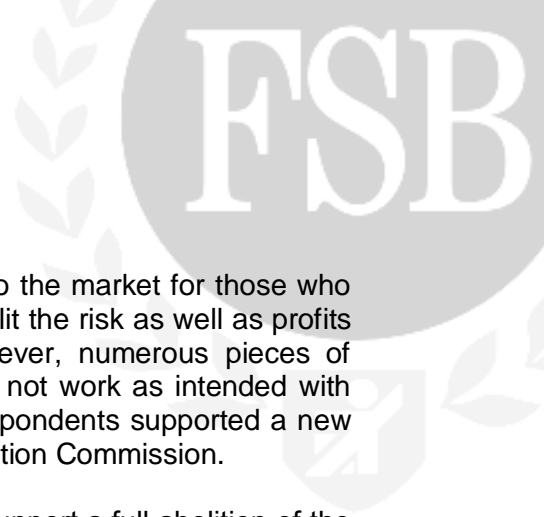 FSB
o the market for those who
lit the risk as well as profits
ever, numerous pieces of
not work as intended with
pondents supported a new
tion Commission.
upport a full abolition of the